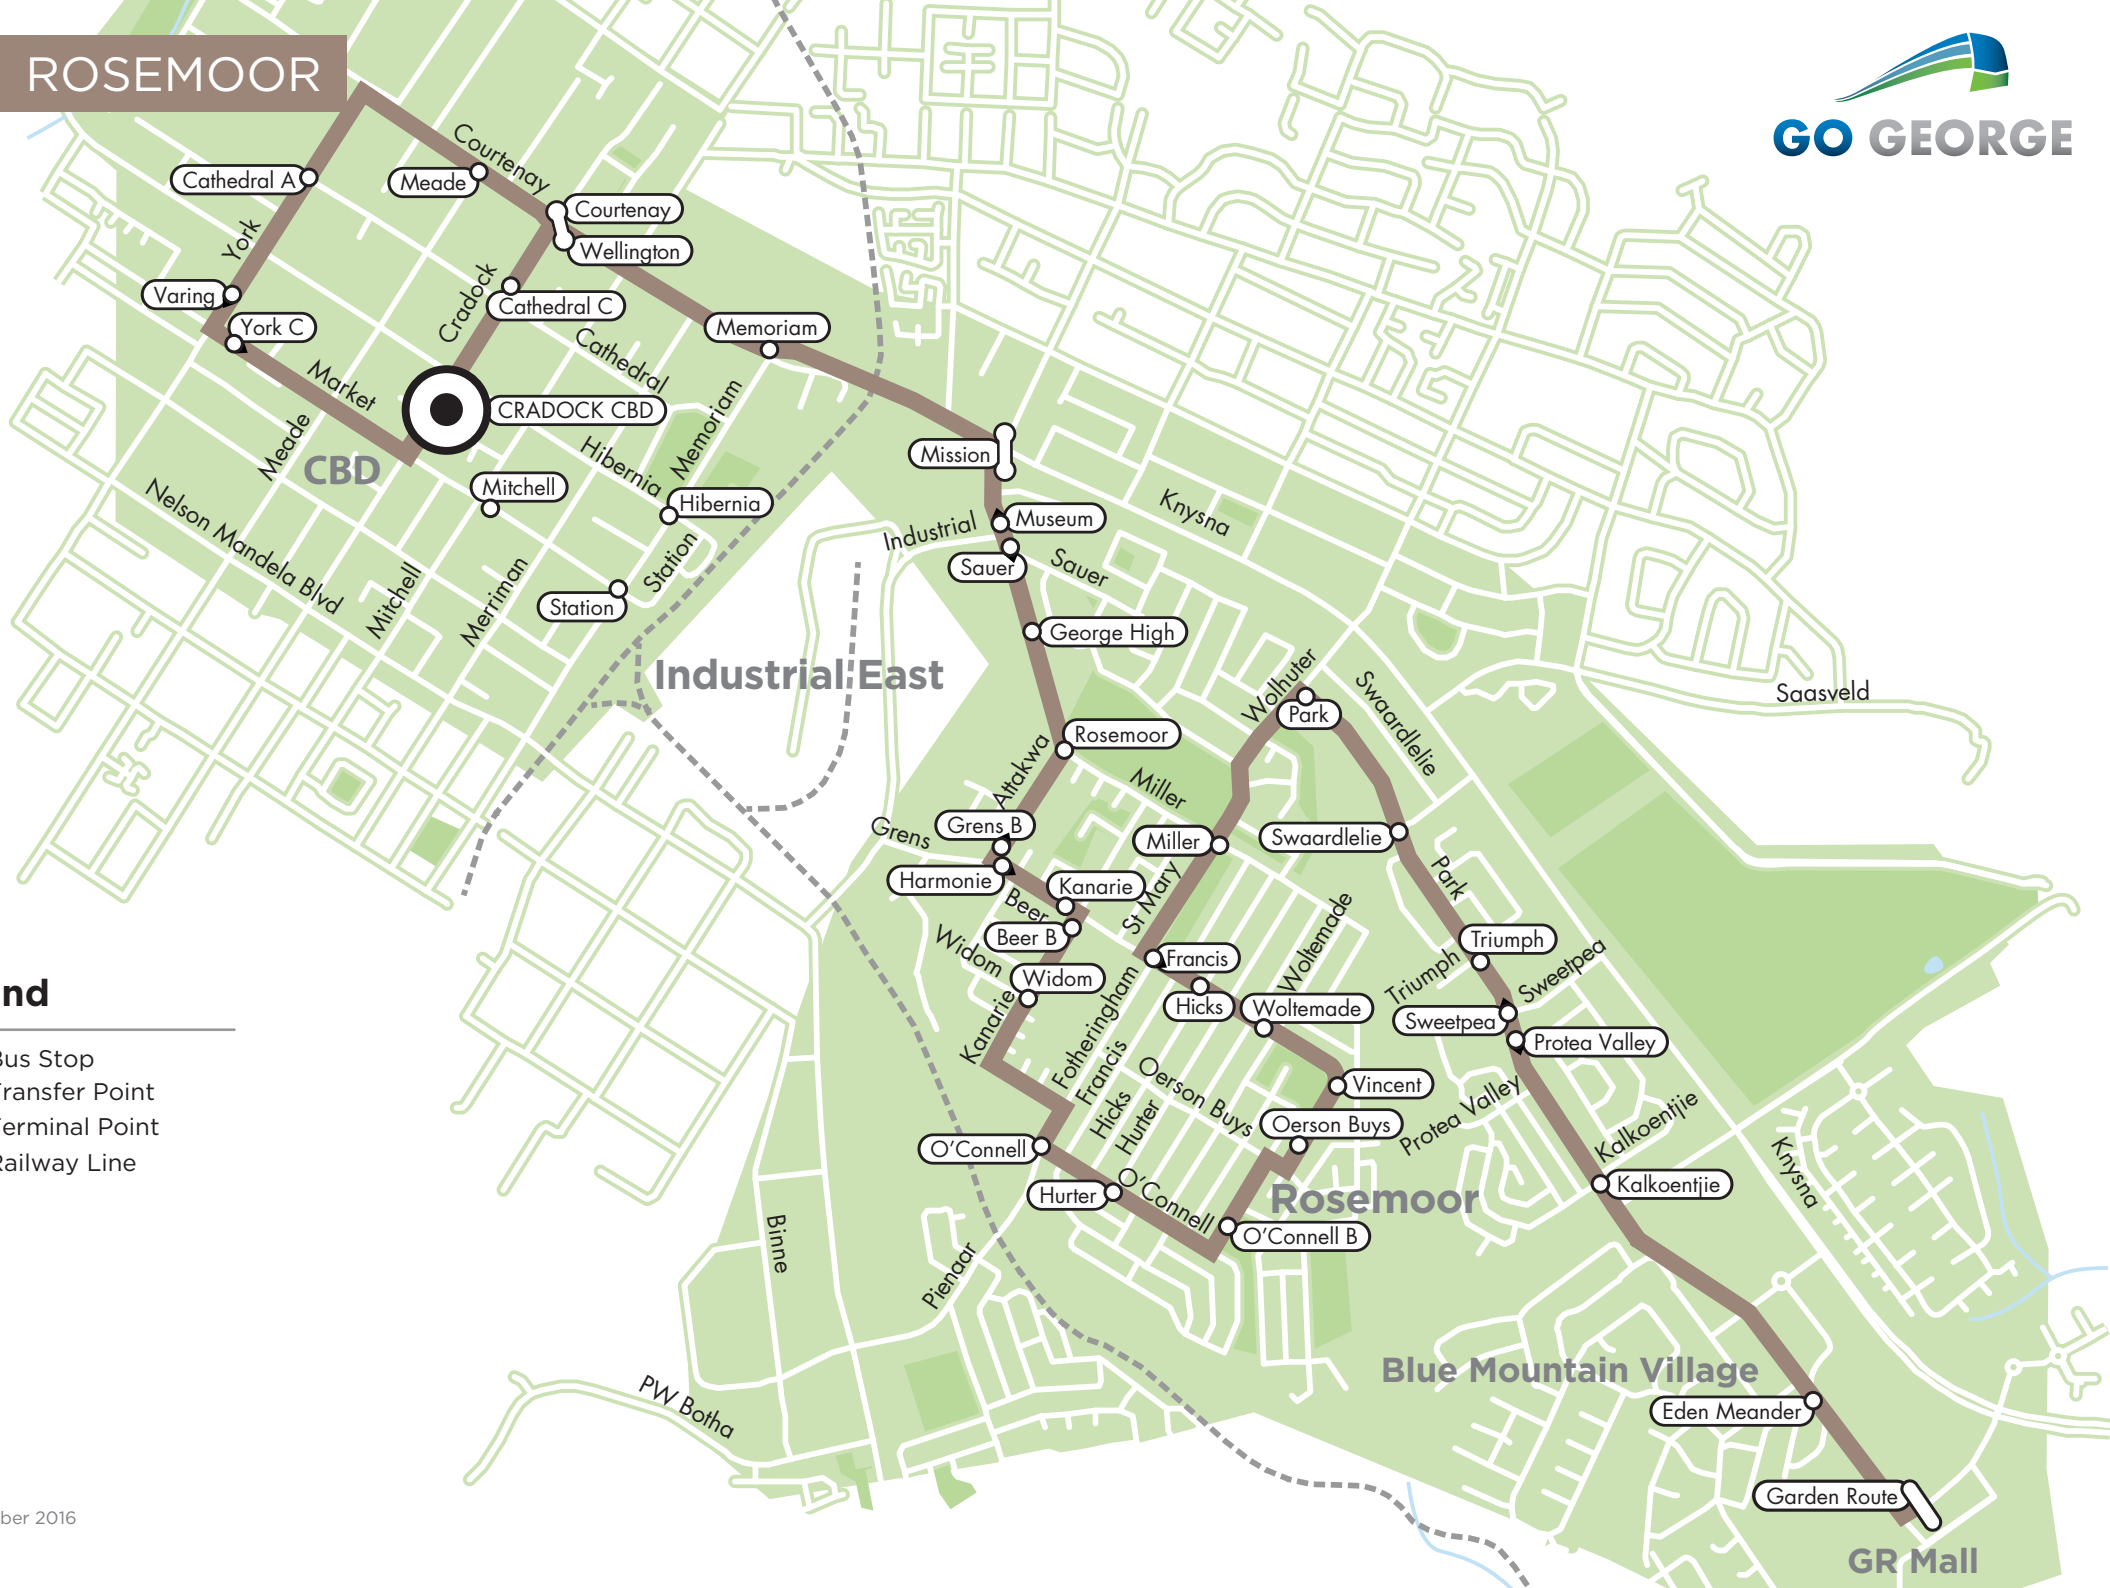 ROSEMOOR
GO GEORGE
Courtenay
Cathedral A
Meade
Courtenay
Wellington
York
Cradock
Varing
Cathedral C
York C
Memoriam
Cathedral
Market
CRADOCK CBD
Memoriam
Meade
CBD
Hibernia
Mission
Mitchell
Hibernia
Nelson Mandela Blvd
Knysna
Museum
Industrial
Sauer
Sauer
Station
Mitchell
Merriman
Station
George High
Industrial East
Wolhuter
Swaardlelie
Saasveld
Park
Rosemoor
Attakwa
Miller
Grens B
Grens
Miller
Swaardlelie
Harmonie
Kanarie
Park
Beer
St Mary
Woltemade
Beer B
Widom
Triumph
Francis
Triumph
Sweetpea
Widom
Hicks
Woltemade
Sweetpea
Kanarie
Fotheringham
Protea Valley
nd
Bus Stop
Transfer Point
Terminal Point
Railway Line
Francis
Oerson Buys
Vincent
Hicks
Hurter
Oerson Buys
Protea Valley
Kalkoentjie
Knysna
O'Connell
Hurter
O'Connell
Rosemoor
Kalkoentjie
O'Connell B
Binne
Pienaar
Blue Mountain Village
PW Botha
Eden Meander
Garden Route
ber 2016
GR Mall